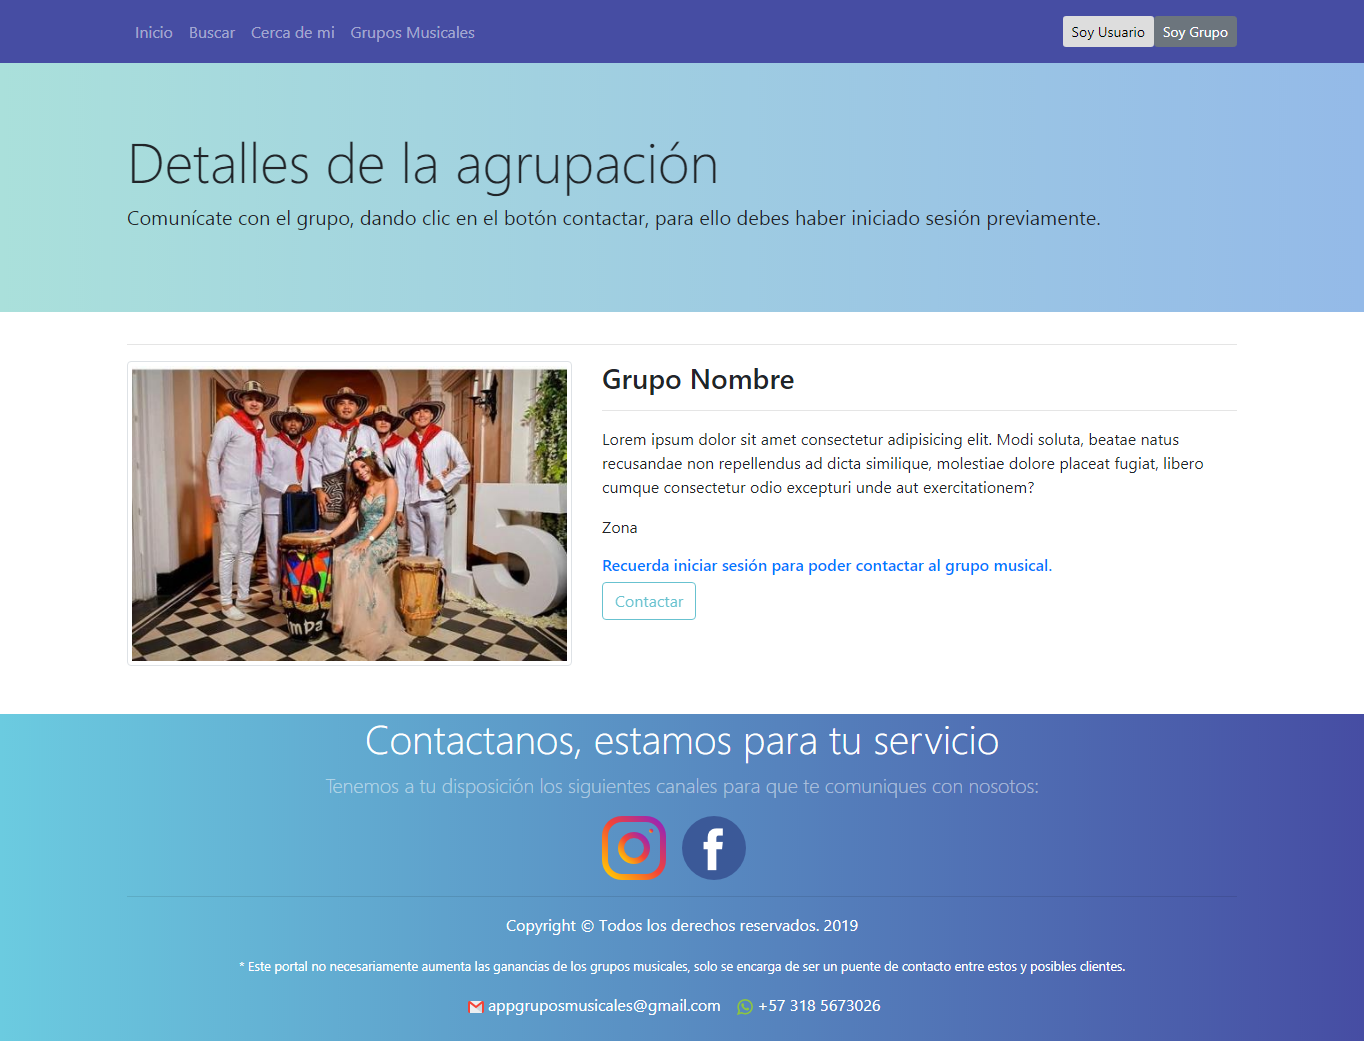 Inicio Buscar Cerca de mi Grupos Musicales Soy Usuario Soy Grupo
Detalles de la agrupación
Comunícate con el grupo, dando clic en el botón contactar, para ello debes haber iniciado sesión previamente.
Grupo Nombre
Lorem ipsum dolor sit amet consectetur adipisicing elit. Modi soluta, beatae natus
recusandae non repellendus ad dicta similique, molestiae dolore placeat fugiat, libero
cumque consectetur odio excepturi unde aut exercitationem?
Zona
Recuerda iniciar sesión para poder contactar al grupo musical.
Contactar
15
Contactanos, estamos para tu servicio
Tenemos a tu disposición los siguientes canales para que te comuniques con nosotos:
Copyright © Todos los derechos reservados. 2019
* Este portal no necesariamente aumenta las ganancias de los grupos musicales, solo se encarga de ser un puente de contacto entre estos y posibles clientes.
appgruposmusicales@gmail.com +57 318 5673026